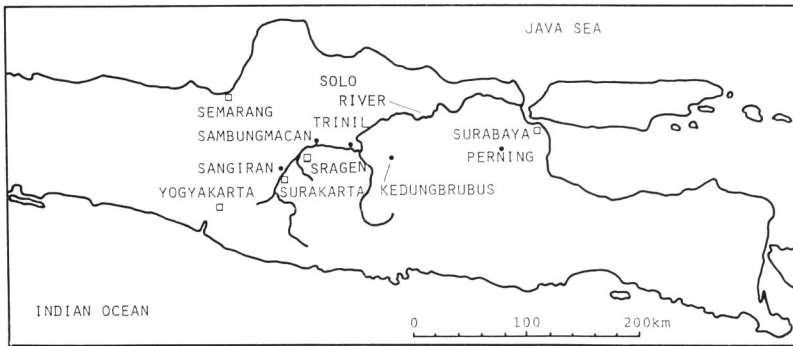 JAVA SEA
SOLO
RIVER
SEMARANG
TRINIL
SAMBUNGMACAN
SURABAYA
PERNING
SANGIRAN
SRAGEN
YOGYAKARTA
SURAKARTA
KEDUNGBRUBUS
INDIAN OCEAN
0 100 200km